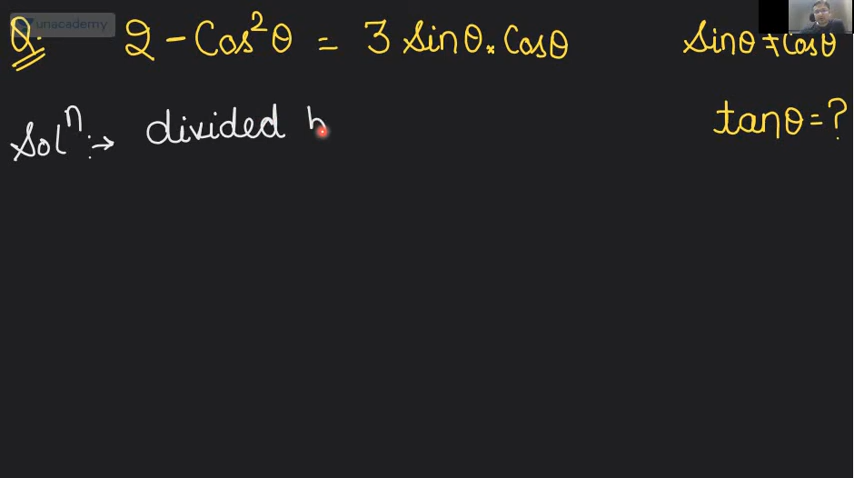 unacademy
Q. 2 - Cos²θ = 3 Sinθ.Cosθ Sinθ ≠ Cosθ
Solⁿ:→ divided b
tanθ = ?